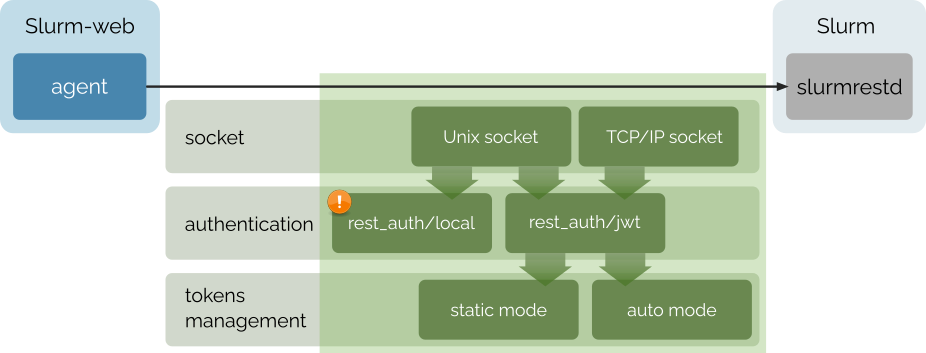 Slurm-web
Slurm
agent
slurmrestd
socket
Unix socket
TCP/IP socket
!
authentication
rest_auth/local
rest_auth/jwt
tokens
management
static mode
auto mode